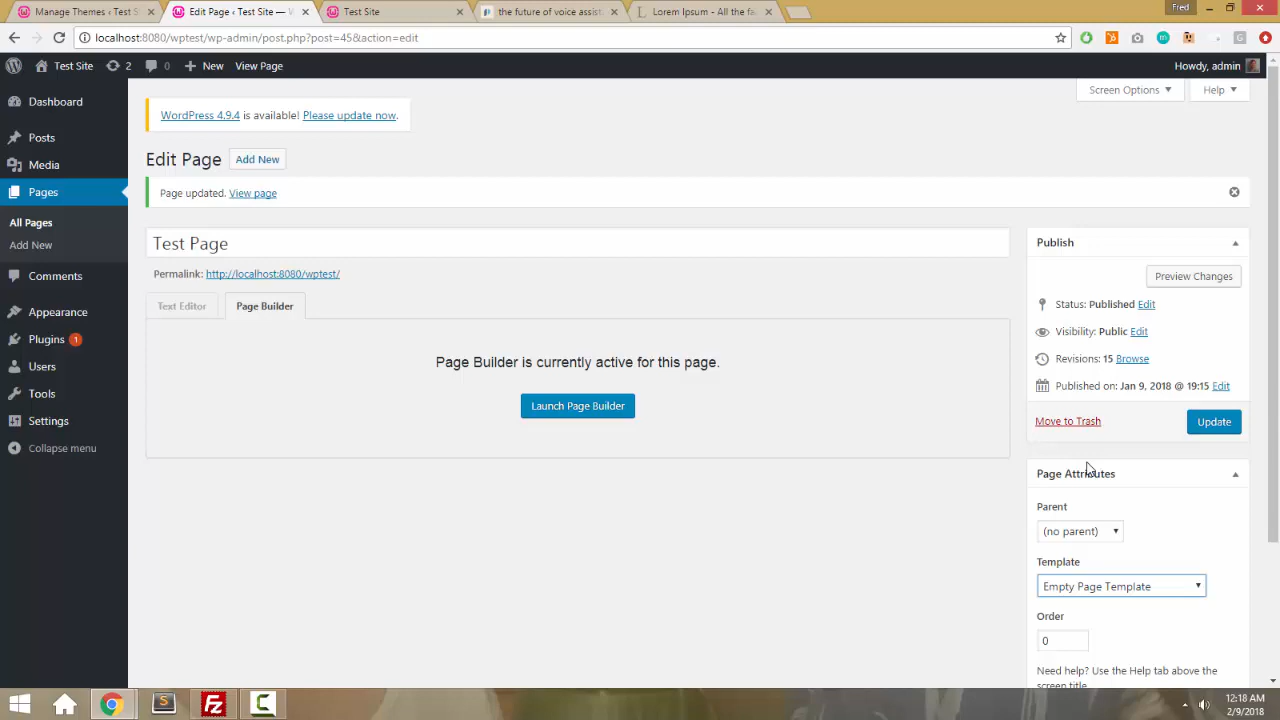 Manage Themes ‹ Test S
Edit Page ‹ Test Site — V
Test Site
the future of voice assist
Lorem Ipsum - All the fa
Fred
localhost:8080/wptest/wp-admin/post.php?post=45&action=edit
Test Site
2
0
New
View Page
Howdy, admin
Screen Options
Help
Dashboard
Posts
Media
Pages
All Pages
Add New
Comments
Appearance
Plugins 1
Users
Tools
Settings
Collapse menu
WordPress 4.9.4 is available! Please update now.
Edit Page
Add New
Page updated. View page
Test Page
Permalink: http://localhost:8080/wptest/
Text Editor
Page Builder
Page Builder is currently active for this page.
Launch Page Builder
Publish
Preview Changes
Status: Published Edit
Visibility: Public Edit
Revisions: 15 Browse
Published on: Jan 9, 2018 @ 19:15 Edit
Move to Trash
Update
Page Attributes
Parent
(no parent)
Template
Empty Page Template
Order
0
Need help? Use the Help tab above the
screen title.
12:18 AM
2/9/2018